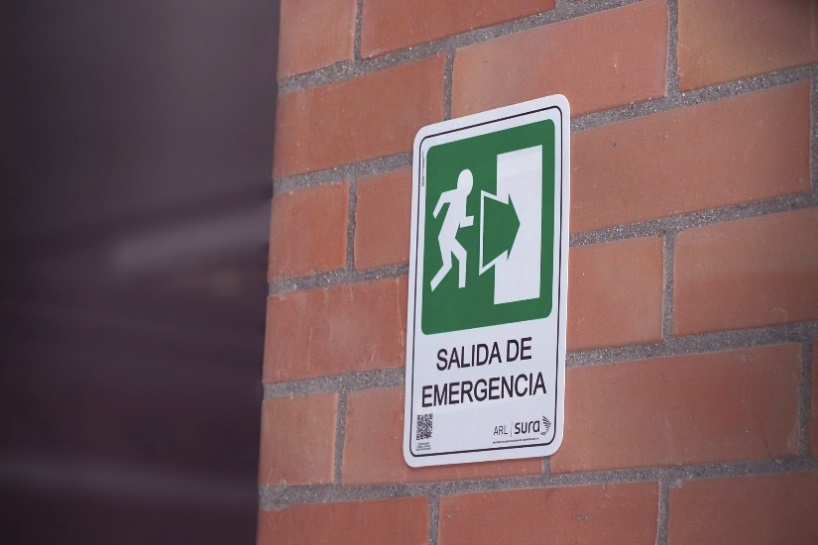 SALIDA DE
EMERGENCIA
ARL sura